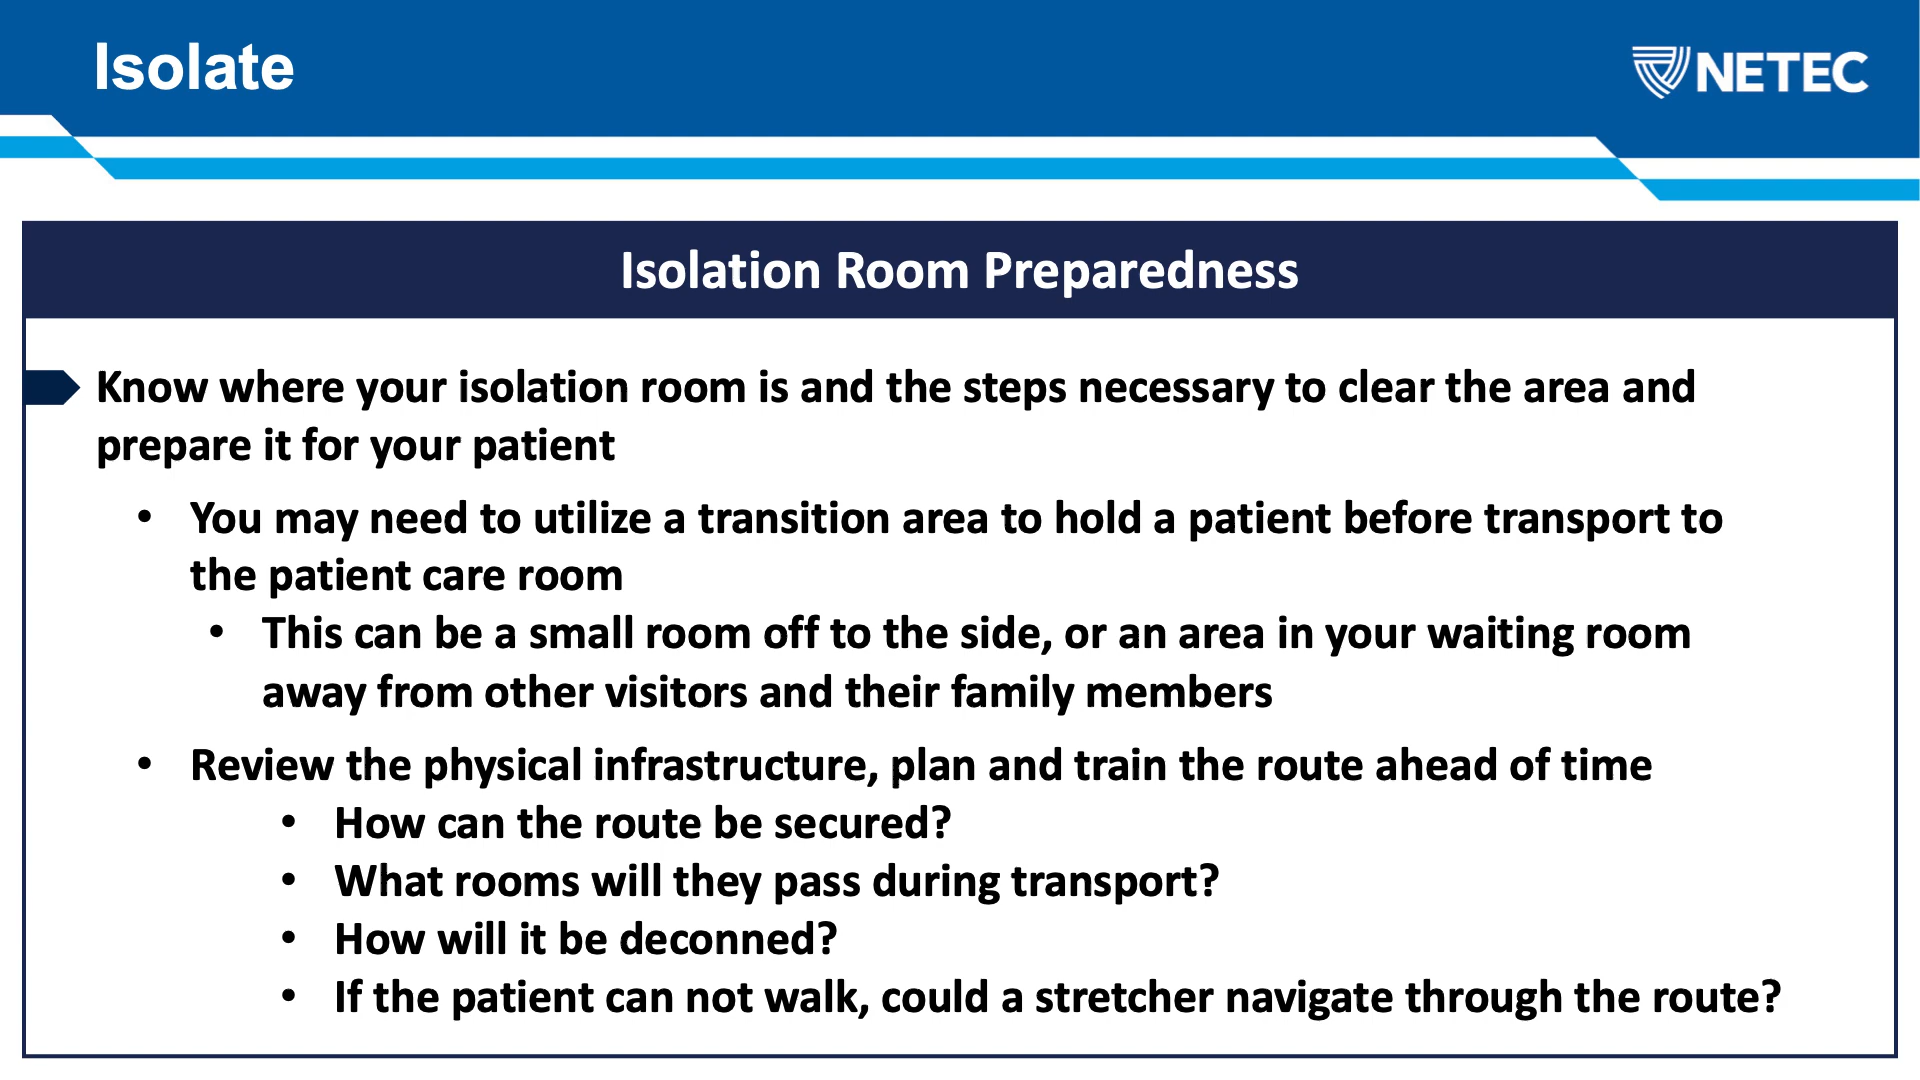 Isolate
NETEC
Isolation Room Preparedness
Know where your isolation room is and the steps necessary to clear the area and
prepare it for your patient
• You may need to utilize a transition area to hold a patient before transport to
the patient care room
• This can be a small room off to the side, or an area in your waiting room
away from other visitors and their family members
• Review the physical infrastructure, plan and train the route ahead of time
• How can the route be secured?
• What rooms will they pass during transport?
• How will it be deconned?
• If the patient can not walk, could a stretcher navigate through the route?